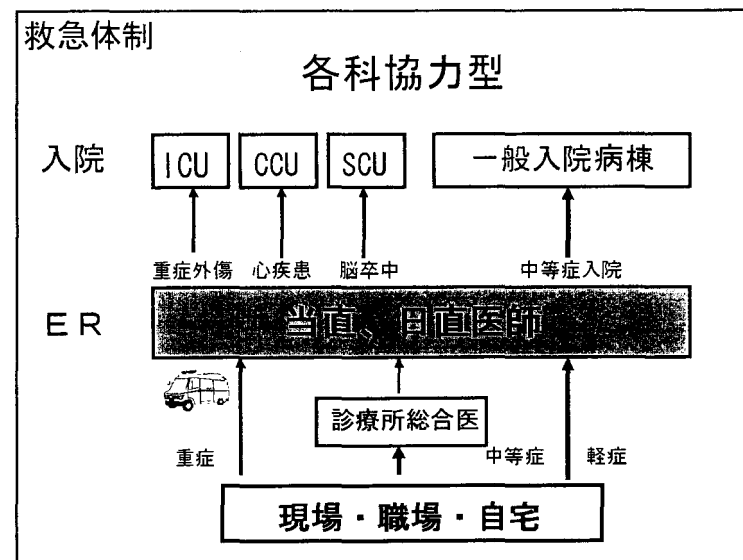 救急体制
各科協力型
入院
ICU
CCU
SCU
一般入院病棟
重症外傷
心疾患
脳卒中
中等症入院
ER
当直、日直医師
診療所総合医
重症
中等症
軽症
現場・職場・自宅